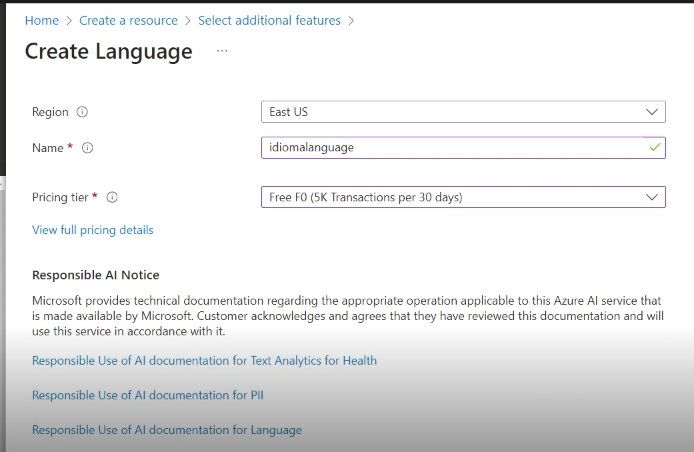 Home > Create a resource > Select additional features >
Create Language ...
Region
East US
Name *
idiomalanguage
Pricing tier *
Free F0 (5K Transactions per 30 days)
View full pricing details
Responsible AI Notice
Microsoft provides technical documentation regarding the appropriate operation applicable to this Azure AI service that
is made available by Microsoft. Customer acknowledges and agrees that they have reviewed this documentation and will
use this service in accordance with it.
Responsible Use of AI documentation for Text Analytics for Health
Responsible Use of AI documentation for PII
Responsible Use of AI documentation for Language